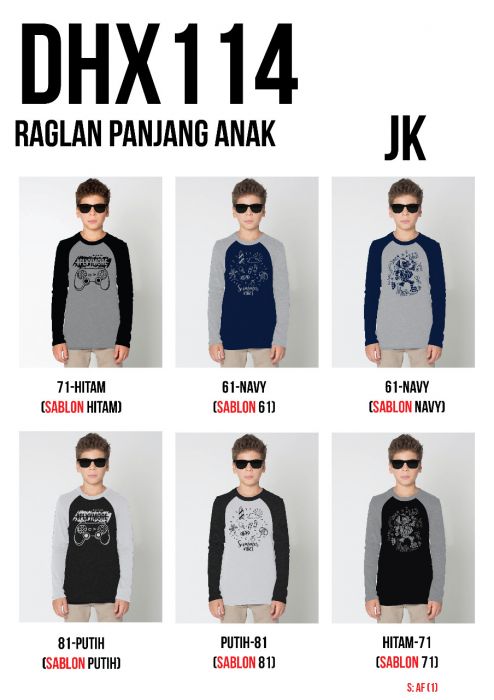 DHX114
RAGLAN PANJANG ANAK
JK
71-HITAM
(SABLON HITAM)
61-NAVY
(SABLON 61)
61-NAVY
(SABLON NAVY)
81-PUTIH
(SABLON PUTIH)
PUTIH-81
(SABLON 81)
HITAM-71
(SABLON 71)
S: AF (1)